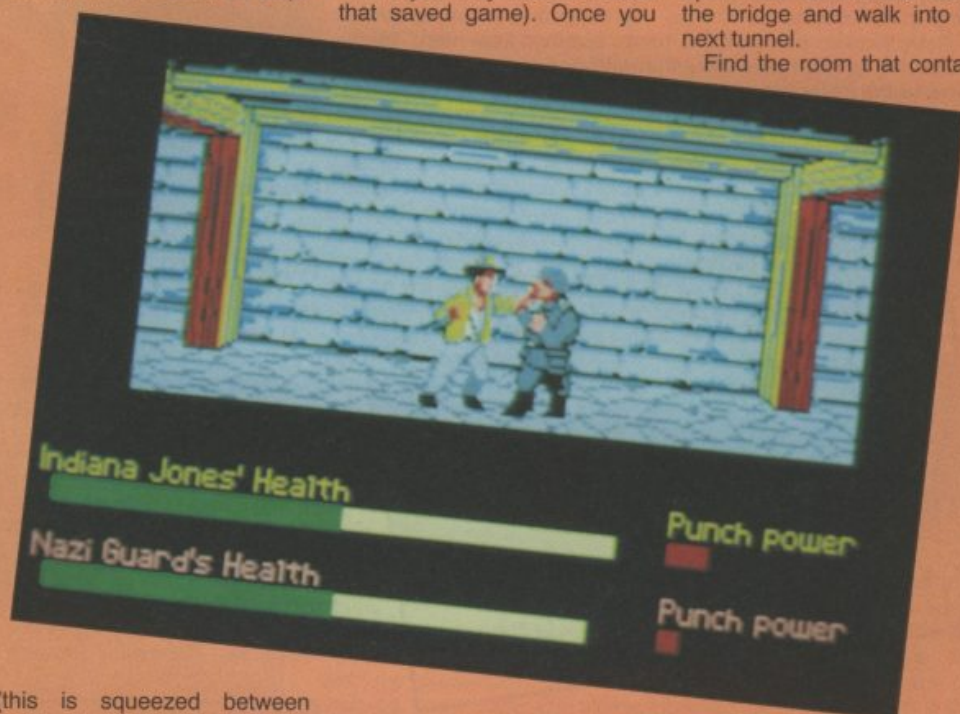 that saved game). Once you
the bridge and walk into
next tunnel.
Find the room that conta
Indiana Jones' Health
Punch power
Nazi Guard's Health
Punch power
(this is squeezed between